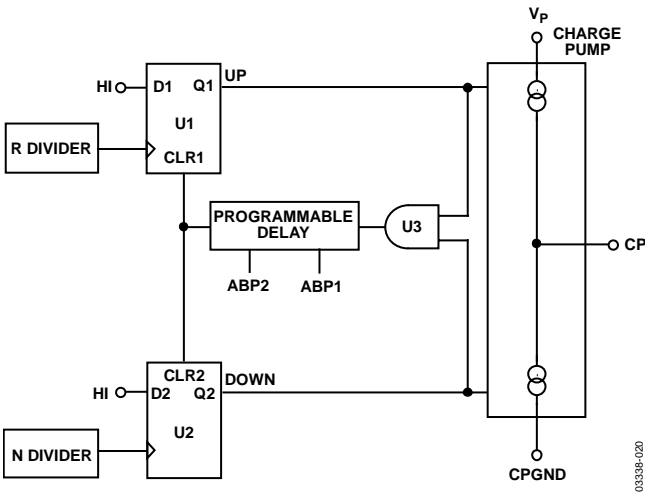 VP
CHARGE
PUMP
HI
D1 Q1
UP
U1
R DIVIDER
CLR1
PROGRAMMABLE
DELAY
U3
CP
ABP2 ABP1
CLR2
DOWN
HI
D2 Q2
U2
N DIVIDER
CPGND
03338-020